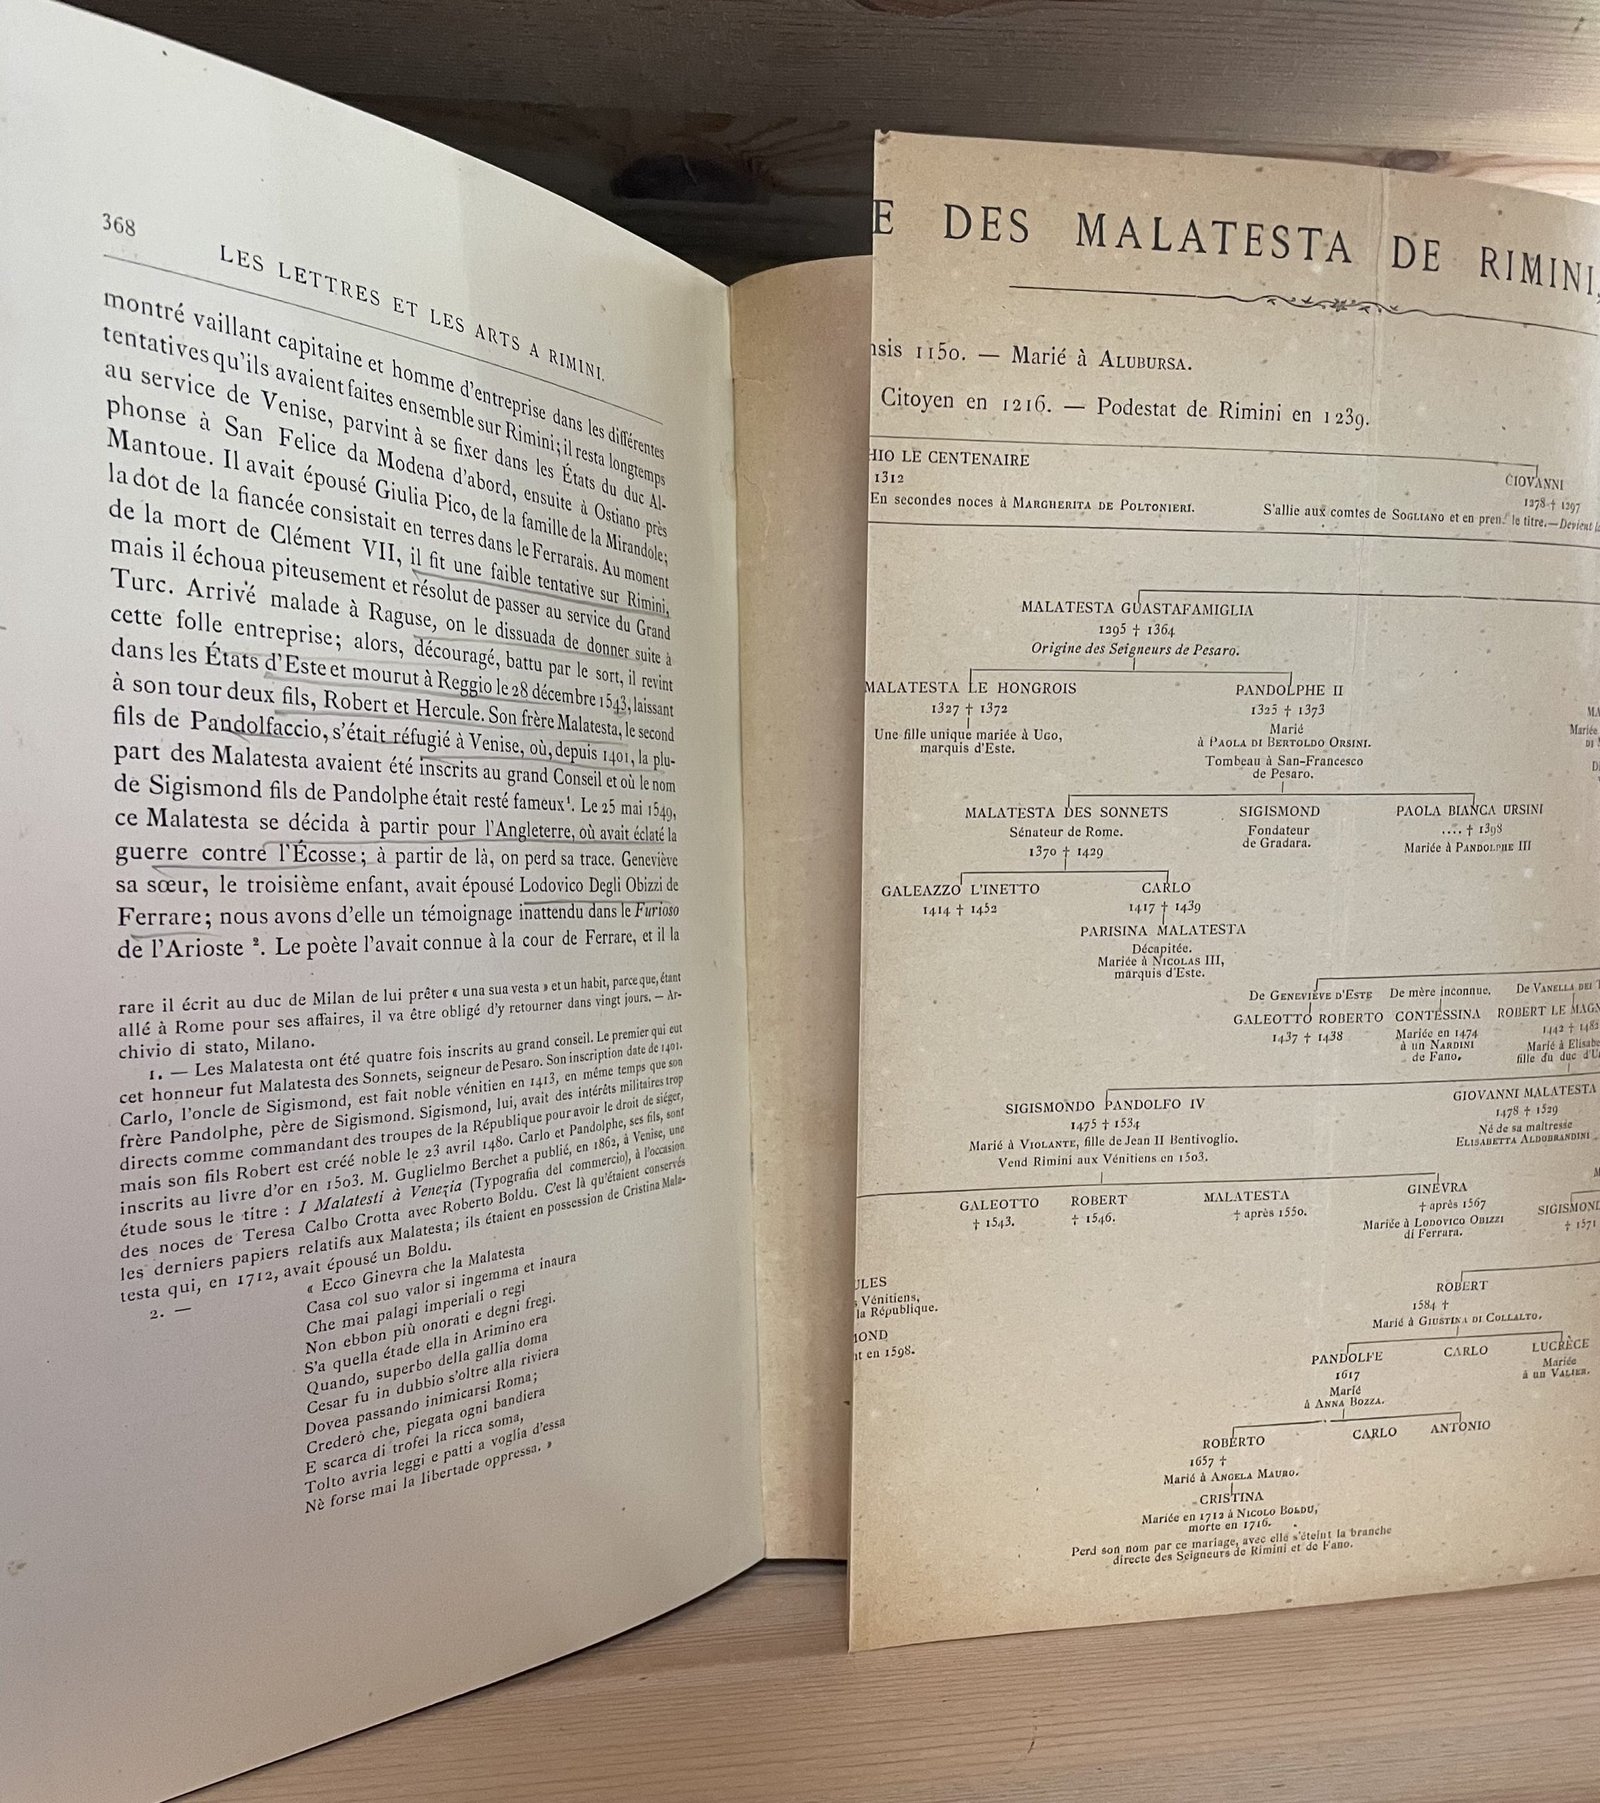 368
LES LETTRES ET LES ARTS A RIMINI.
montré vaillant capitaine et homme d'entreprise dans les différentes
tentatives qu'ils avaient faites ensemble sur Rimini; il resta longtemps
au service de Venise, parvint à se fixer dans les États du duc Al-
phonse à San Felice da Modena d'abord, ensuite à Ostiano près
Mantoue. Il avait épousé Giulia Pico, de la famille de la Mirandole;
la dot de la fiancée consistait en terres dans le Ferrarais. Au moment
de la mort de Clément VII, il fit une faible tentative sur Rimini,
mais il échoua piteusement et résolut de passer au service du Grand
Turc. Arrivé malade à Raguse, on le dissuada de donner suite à
cette folle entreprise; alors, découragé, battu par le sort, il revint
dans les États d'Este et mourut à Reggio le 28 décembre 1543, laissant
à son tour deux fils, Robert et Hercule. Son frère Malatesta, le second
fils de Pandolfaccio, s'était réfugié à Venise, où, depuis 1401, la plu-
part des Malatesta avaient été inscrits au grand Conseil et où le nom
de Sigismond fils de Pandolphe était resté fameux¹. Le 25 mai 1549,
ce Malatesta se décida à partir pour l'Angleterre, où avait éclaté la
guerre contre l'Écosse; à partir de là, on perd sa trace. Geneviève
sa sœur, le troisième enfant, avait épousé Lodovico Degli Obizzi de
Ferrare; nous avons d'elle un témoignage inattendu dans le Furioso
de l'Arioste ². Le poète l'avait connue à la cour de Ferrare, et il la
rare il écrit au duc de Milan de lui prêter « una sua vesta » et un habit, parce que, étant
allé à Rome pour ses affaires, il va être obligé d'y retourner dans vingt jours. — Ar-
chivio di stato, Milano.
1. — Les Malatesta ont été quatre fois inscrits au grand conseil. Le premier qui eut
cet honneur fut Malatesta des Sonnets, seigneur de Pesaro. Son inscription date de 1401.
Carlo, l'oncle de Sigismond, est fait noble vénitien en 1413, en même temps que son
frère Pandolphe, père de Sigismond. Sigismond, lui, avait des intérêts militaires trop
directs comme commandant des troupes de la République pour avoir le droit de siéger,
mais son fils Robert est créé noble le 23 avril 1480. Carlo et Pandolphe, ses fils, sont
inscrits au livre d'or en 1503. M. Guglielmo Berchet a publié, en 1862, à Venise, une
étude sous le titre : I Malatesti à Venezia (Typografia del commercio), à l'occasion
des noces de Teresa Calbo Crotta avec Roberto Boldu. C'est là qu'étaient conservés
les derniers papiers relatifs aux Malatesta; ils étaient en possession de Cristina Mala-
testa qui, en 1712, avait épousé un Boldu.
2. —
« Ecco Ginevra che la Malatesta
Casa col suo valor si ingemma et inaura
Che mai palagi imperiali o regi
Non ebbon più onorati e degni fregi.
S'a quella étade ella in Arimino era
Quando, superbo della gallia doma
Cesar fu in dubbio s'oltre alla riviera
Dovea passando inimicarsi Roma;
Crederò che, piegata ogni bandiera
E scarca di trofei la ricca soma,
Tolto avria leggi e patti a voglia d'essa
Nè forse mai la libertade oppressa. »
E DES MALATESTA DE RIMINI,
nsis 1150. — Marié à ALUBURSA.
Citoyen en 1216. — Podestat de Rimini en 1239.
HIO LE CENTENAIRE
1312
En secondes noces à MARGHERITA DE POLTONIERI.
CIOVANNI
1278 † 1297
S'allie aux comtes de SOGLIANO et en pren. le titre. — Devient
MALATESTA GUASTAFAMIGLIA
1295 † 1364
Origine des Seigneurs de Pesaro.
MALATESTA LE HONGROIS
1327 † 1372
Une fille unique mariée à UGO,
marquis d'Este.
PANDOLPHE II
1325 † 1373
Marié
à PAOLA DI BERTOLDO ORSINI.
Tombeau à San-Francesco
de Pesaro.
MALATESTA DES SONNETS
Sénateur de Rome.
1370 † 1429
SIGISMOND
Fondateur
de Gradara.
PAOLA BIANCA URSINI
.... † 1398
Mariée à PANDOLPHE III
GALEAZZO L'INETTO
1414 † 1452
CARLO
1417 † 1439
PARISINA MALATESTA
Décapitée.
Mariée à NICOLAS III,
marquis d'Este.
De GENEVIÈVE D'ESTE
GALEOTTO ROBERTO
1437 † 1438
De mère inconnue.
CONTESSINA
Mariée en 1474
à un NARDINI
de Fano.
De VANELLA DEI
ROBERT LE MAGN
1442 † 1482
Marié à Elisabe
fille du duc d'U
SIGISMONDO PANDOLFO IV
1475 † 1534
Marié à VIOLANTE, fille de Jean II Bentivoglio.
Vend Rimini aux Vénitiens en 1503.
GIOVANNI MALATESTA
1478 † 1529
Né de sa maîtresse
ELISABETTA ALDOBRANDINI
GALEOTTO
† 1543.
ROBERT
† 1546.
MALATESTA
† après 1550.
GINEVRA
† après 1567
Mariée à LODOVICO OBIZZI
di Ferrara.
SIGISMOND
† 1571
ULES
Vénitiens,
la République.
MOND
nt en 1598.
ROBERT
1584 †
Marié à GIUSTINA DI COLLALTO.
PANDOLFE
1617
Marié
à ANNA BOZZA.
CARLO
LUCRÈCE
Mariée
à un VALIER.
ROBERTO
1657 †
Marié à ANGELA MAURO.
CARLO
ANTONIO
CRISTINA
Mariée en 1712 à NICOLO BOLDU,
morte en 1716.
Perd son nom par ce mariage, avec elle s'éteint la branche
directe des Seigneurs de Rimini et de Fano.